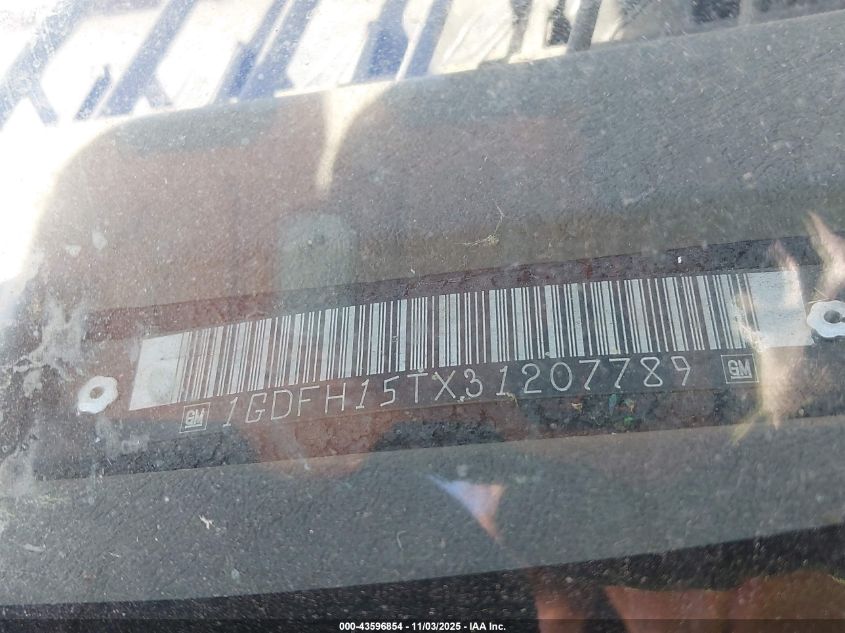 GM 1GDFH15TX31207789 GM
000-43596854 - 11/03/2025 - IAA Inc.